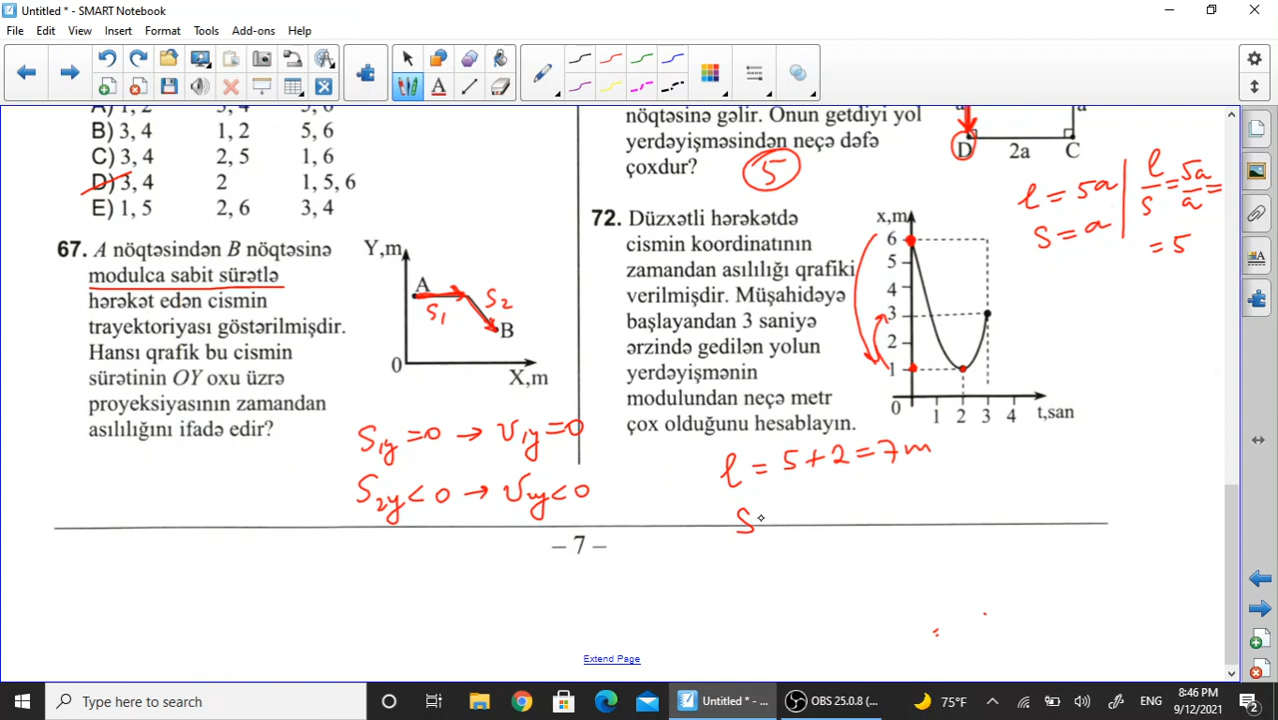 Untitled * - SMART Notebook
File Edit View Insert Format Tools Add-ons Help
B) 3, 4 1, 2 5, 6
C) 3, 4 2, 5 1, 6
D) 3, 4 2 1, 5, 6
E) 1, 5 2, 6 3, 4
67. A nöqtəsindən B nöqtəsinə
modulca sabit sürətlə
hərəkət edən cismin
trayektoriyası göstərilmişdir.
Hansı qrafik bu cismin
sürətinin OY oxu üzrə
proyeksiyasının zamandan
asılılığını ifadə edir?
Y,m
A
S₁
S₂
B
0
X,m
S₁y = 0 → υ₁y = 0
S₂y < 0 → υ₁y < 0
nöqtəsinə gəlir. Onun getdiyi yol
yerdəyişməsindən neçə dəfə
çoxdur?
5
D 2a C
l = 5a
S = a
l/S = 5a/a =
= 5
72. Düzxətli hərəkətdə
cismin koordinatının
zamandan asılılığı qrafiki
verilmişdir. Müşahidəyə
başlayandan 3 saniyə
ərzində gedilən yolun
yerdəyişmənin
modulundan neçə metr
çox olduğunu hesablayın.
x,m
6
5
4
3
2
1
0 1 2 3 4 t,san
l = 5 + 2 = 7m
S
– 7 –
Extend Page
Type here to search
Untitled * - ...
OBS 25.0.8 (...
75°F
ENG
8:46 PM
9/12/2021
2